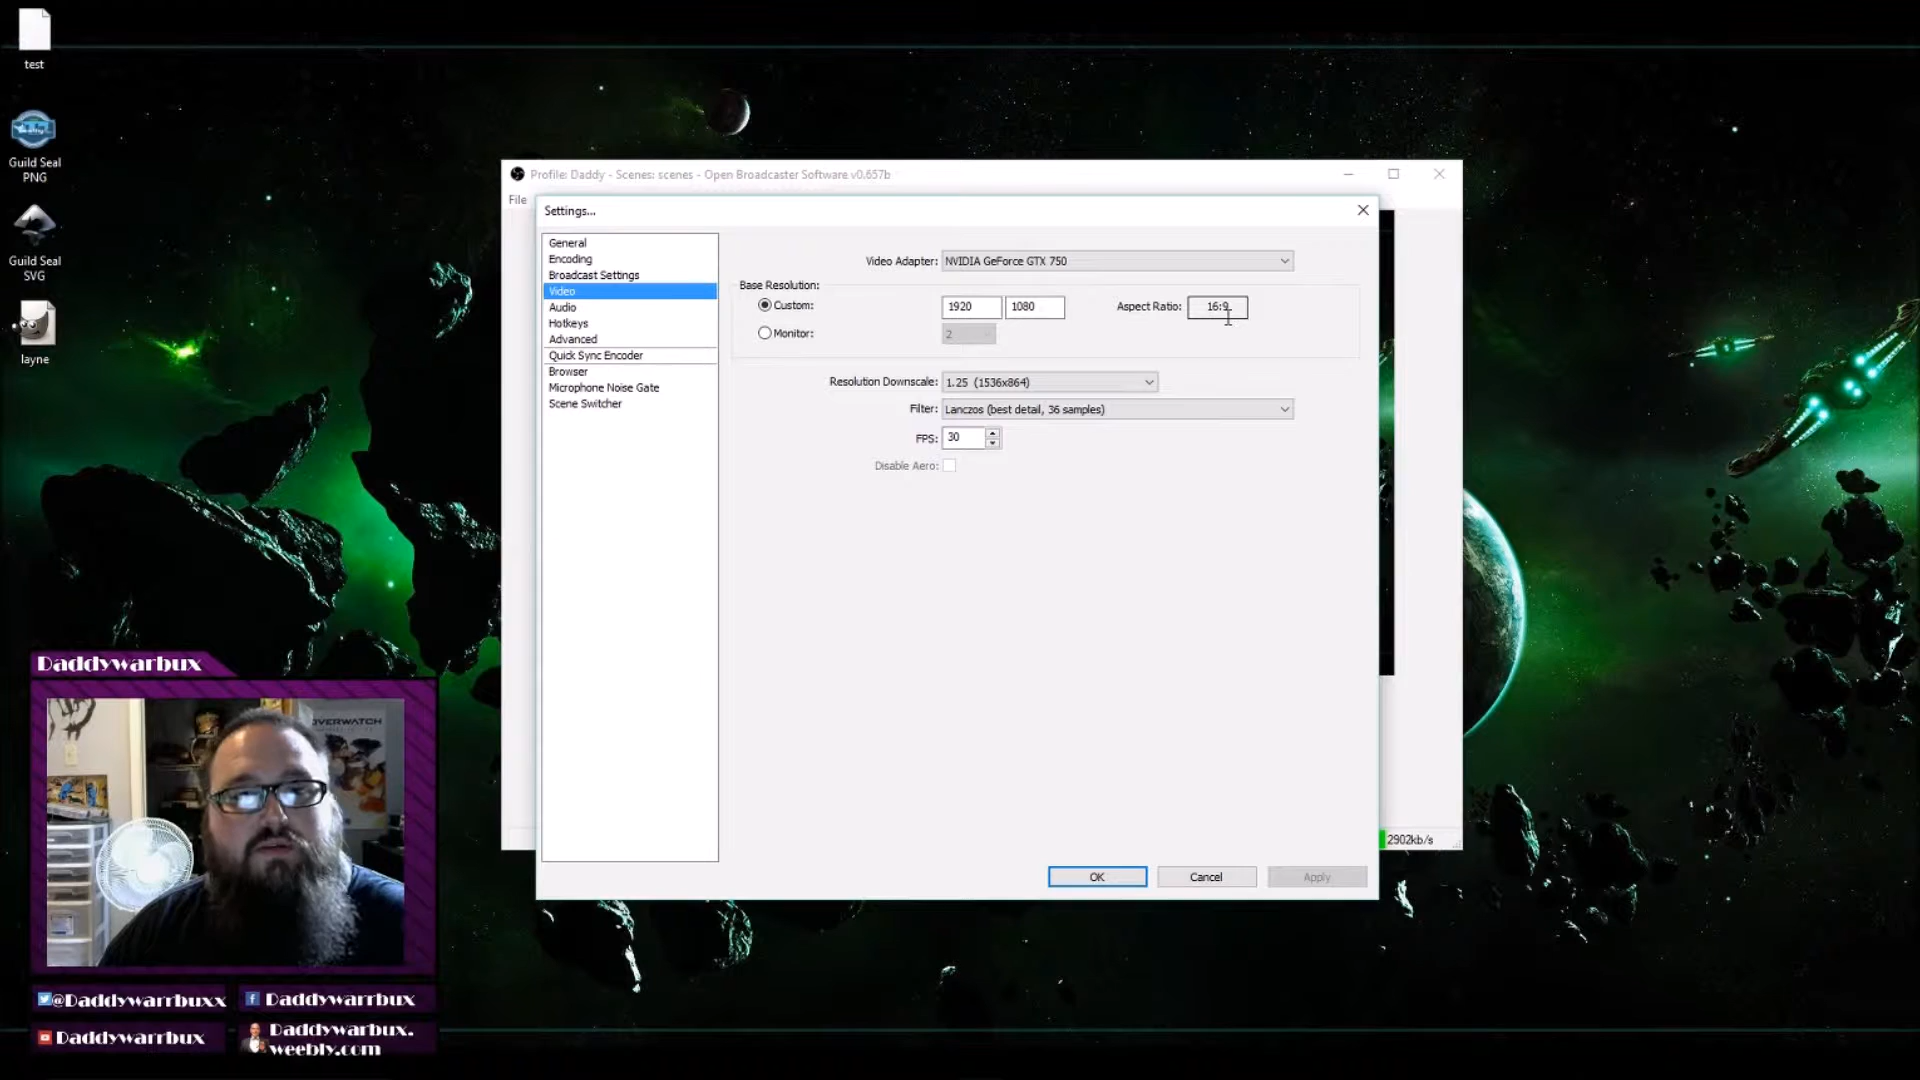 test
Guild Seal
PNG
Guild Seal
SVG
layne
Profile: Daddy - Scenes: scenes - Open Broadcaster Software v0.657b
File
Settings...
General
Encoding
Broadcast Settings
Video
Audio
Hotkeys
Advanced
Quick Sync Encoder
Browser
Microphone Noise Gate
Scene Switcher
Video Adapter: NVIDIA GeForce GTX 750
Base Resolution:
Custom: 1920 1080 Aspect Ratio: 16:9
Monitor: 2
Resolution Downscale: 1.25 (1536x864)
Filter: Lanczos (best detail, 36 samples)
FPS: 30
Disable Aero:
OK Cancel Apply
2902kb/s
Daddywarbux
OVERWATCH
@Daddywarrbuxx Daddywarrbux
Daddywarrbux Daddywarbux.
weebly.com